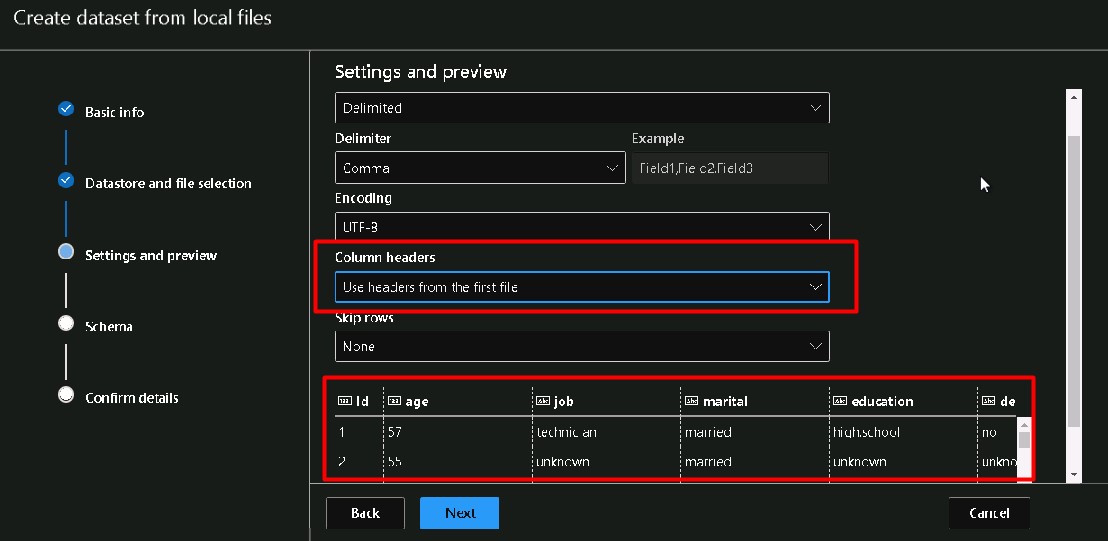 Create dataset from local files
Basic info
Datastore and file selection
Settings and preview
Schema
Confirm details
Settings and preview
Delimited
Delimiter
Example
Comma
Field1,Field2,Field3
Encoding
UTF-8
Column headers
Use headers from the first file
Skip rows
None
Id age job marital education de
1 57 technician married high.school no
2 55 unknown married unknown unkno
Back
Next
Cancel